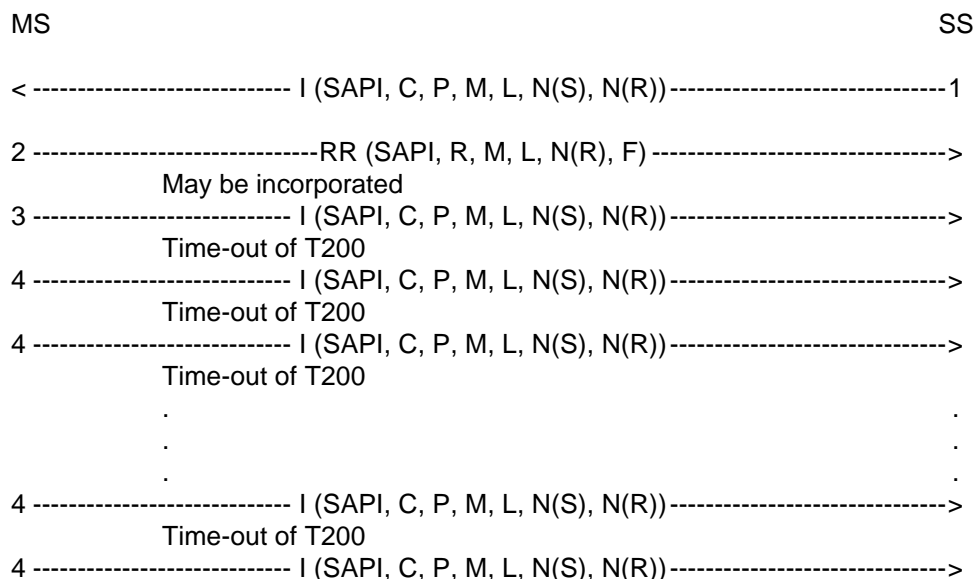 MS SS
< ----------------------------- I (SAPI, C, P, M, L, N(S), N(R))-------------------------------1
2 --------------------------------RR (SAPI, R, M, L, N(R), F) --------------------------------->
May be incorporated
3 ----------------------------- I (SAPI, C, P, M, L, N(S), N(R))------------------------------->
Time-out of T200
4 ----------------------------- I (SAPI, C, P, M, L, N(S), N(R))------------------------------->
Time-out of T200
4 ----------------------------- I (SAPI, C, P, M, L, N(S), N(R))------------------------------->
Time-out of T200
. .
. .
. .
4 ----------------------------- I (SAPI, C, P, M, L, N(S), N(R))------------------------------->
Time-out of T200
4 ----------------------------- I (SAPI, C, P, M, L, N(S), N(R))------------------------------->